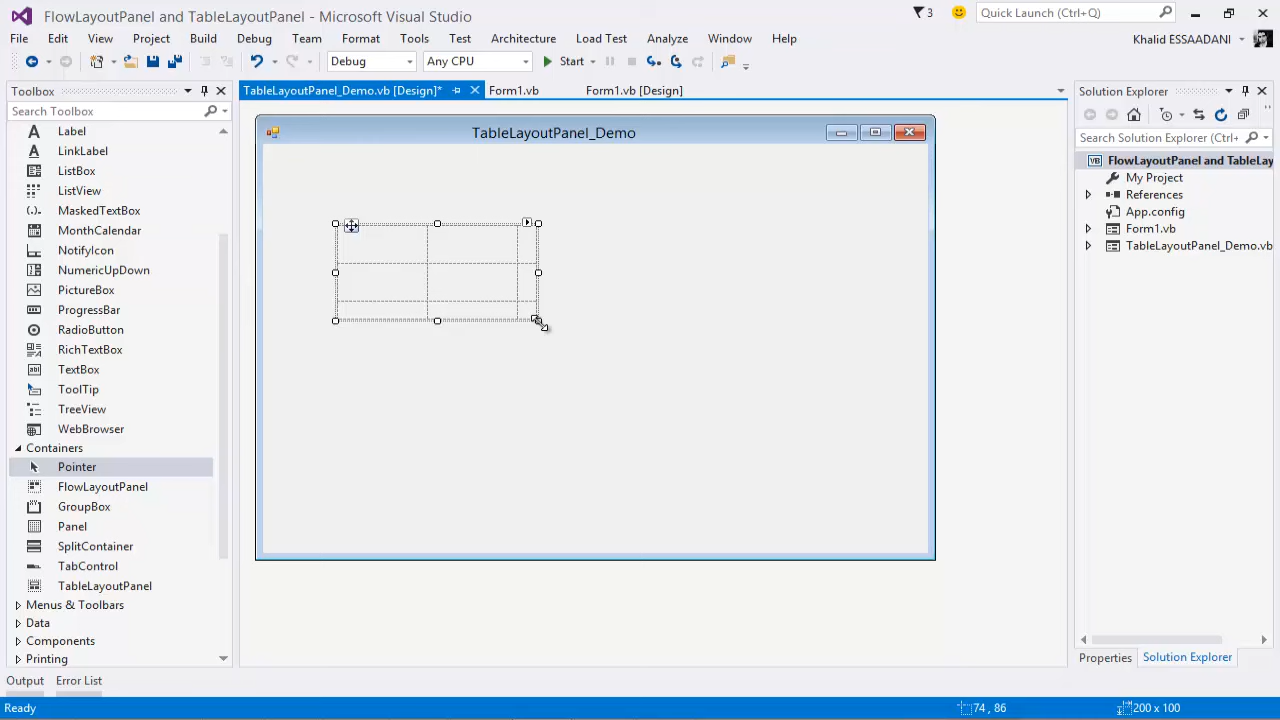 FlowLayoutPanel and TableLayoutPanel - Microsoft Visual Studio
3
Quick Launch (Ctrl+Q)
File Edit View Project Build Debug Team Format Tools Test Architecture Load Test Analyze Window Help
Khalid ESSAADANI
Debug
Any CPU
Start
Toolbox
TableLayoutPanel_Demo.vb [Design]*
Form1.vb
Form1.vb [Design]
Solution Explorer
Search Toolbox
Search Solution Explorer (Ctrl+
Label
LinkLabel
ListBox
ListView
MaskedTextBox
MonthCalendar
NotifyIcon
NumericUpDown
PictureBox
ProgressBar
RadioButton
RichTextBox
TextBox
ToolTip
TreeView
WebBrowser
Containers
Pointer
FlowLayoutPanel
GroupBox
Panel
SplitContainer
TabControl
TableLayoutPanel
Menus & Toolbars
Data
Components
Printing
TableLayoutPanel_Demo
VB FlowLayoutPanel and TableLay
My Project
References
App.config
Form1.vb
TableLayoutPanel_Demo.vb
Properties
Solution Explorer
Output
Error List
Ready
74 , 86
200 x 100